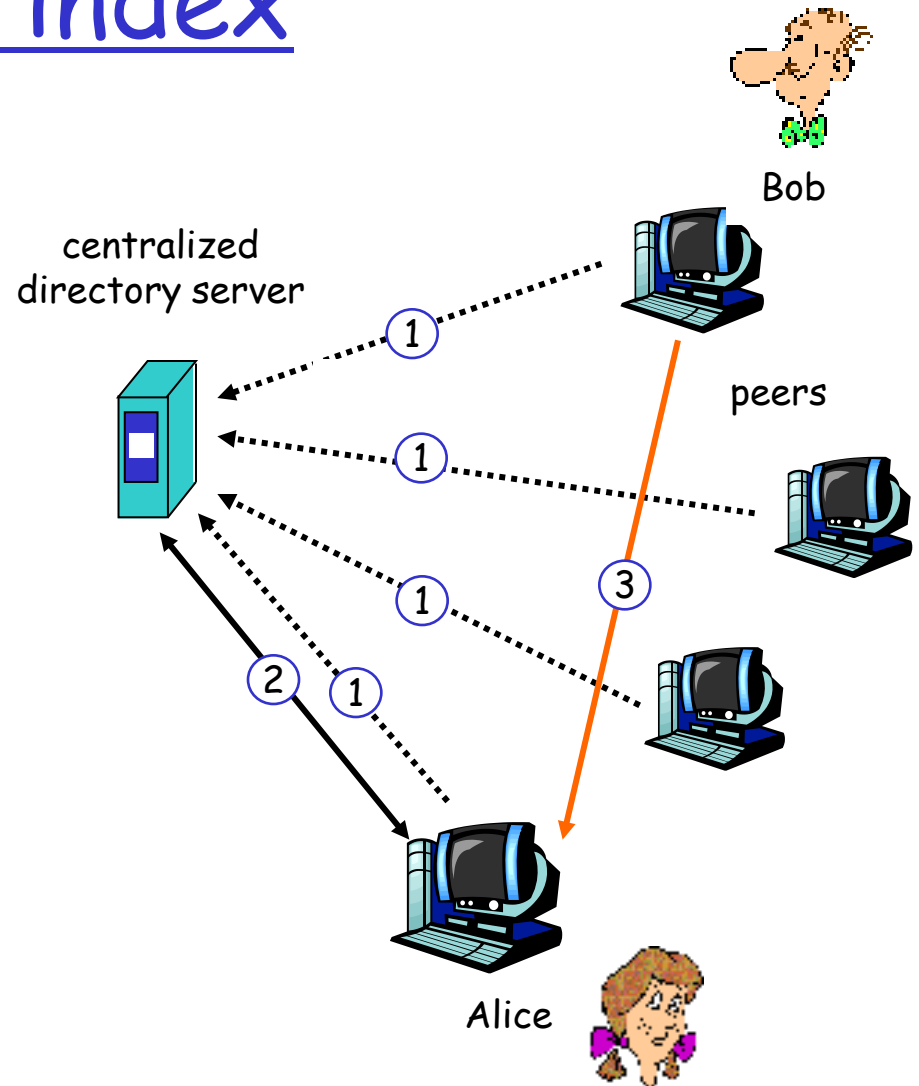 index
Bob
centralized
directory server
1
peers
1
3
1
2
1
Alice